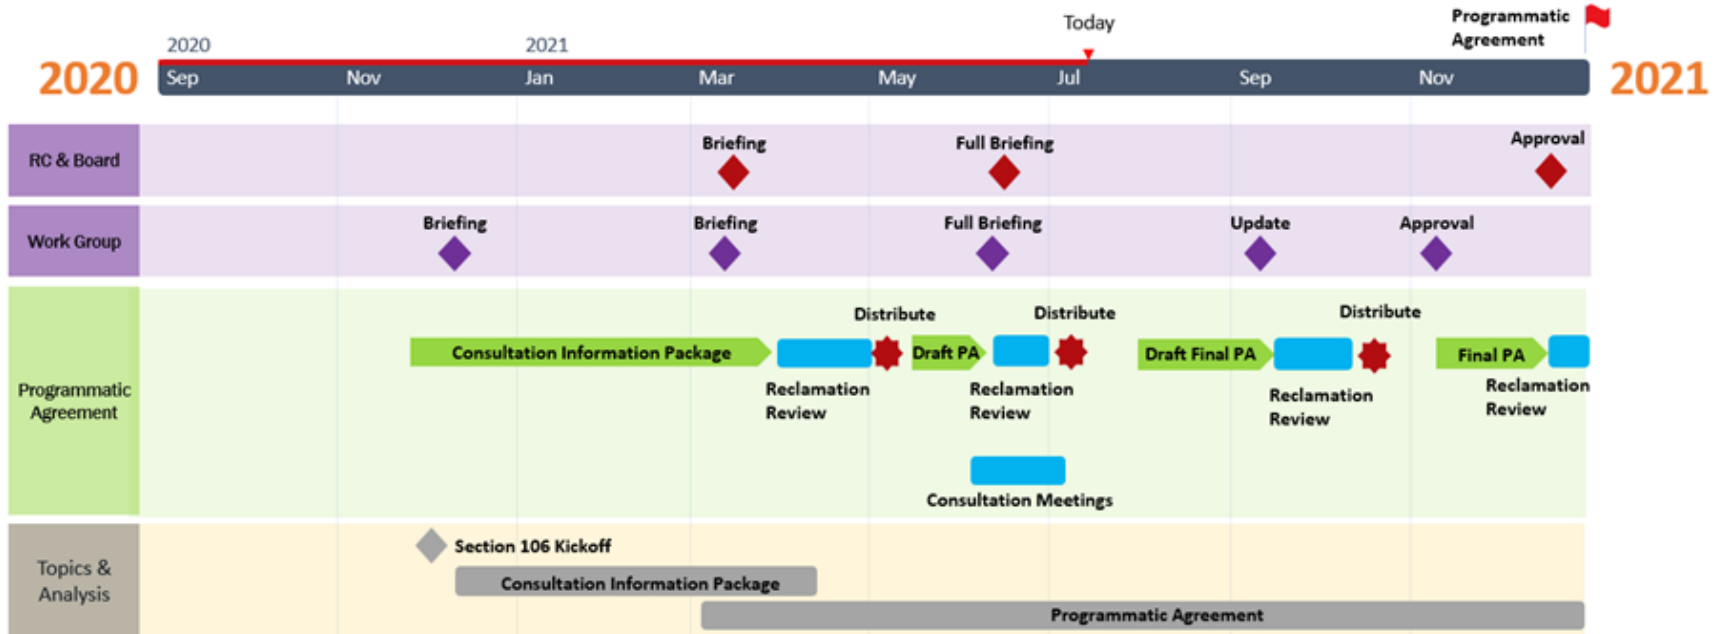 Programmatic
Agreement
Today
2020
2021
2020
Sep
Nov
Jan
Mar
May
Jul
Sep
Nov
2021
RC & Board
Briefing
Full Briefing
Approval
Work Group
Briefing
Briefing
Full Briefing
Update
Approval
Programmatic
Agreement
Distribute
Distribute
Distribute
Consultation Information Package
Draft PA
Draft Final PA
Final PA
Reclamation
Review
Reclamation
Review
Reclamation
Review
Reclamation
Review
Consultation Meetings
Topics &
Analysis
Section 106 Kickoff
Consultation Information Package
Programmatic Agreement